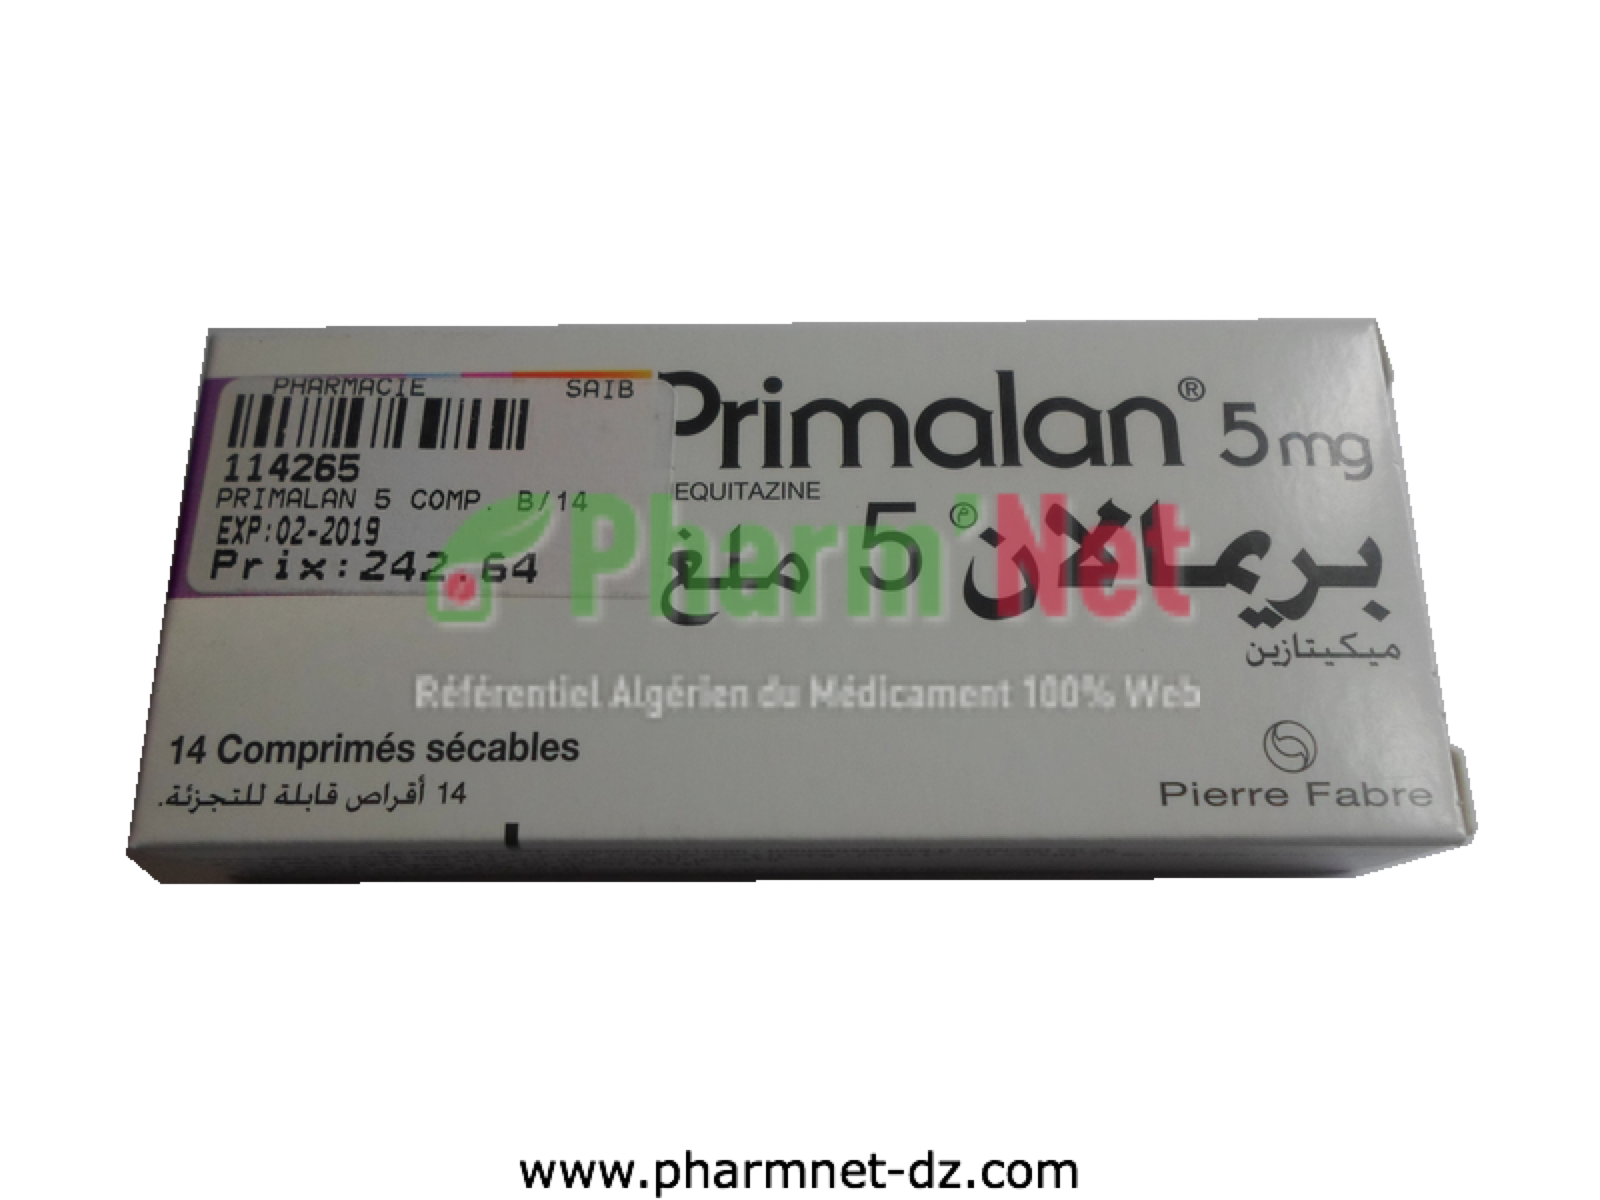 PHARMACIE SAIB
114265
PRIMALAN 5 COMP. B/14
EXP:02-2019
Prix:242.64
Primalan® 5 mg
EQUITAZINE
بريمالان م 5 ملغ
ميكيتازين
Pharm'Net
Référentiel Algérien du Médicament 100% Web
14 Comprimés sécables
14 أقراص قابلة للتجزئة.
Pierre Fabre
www.pharmnet-dz.com